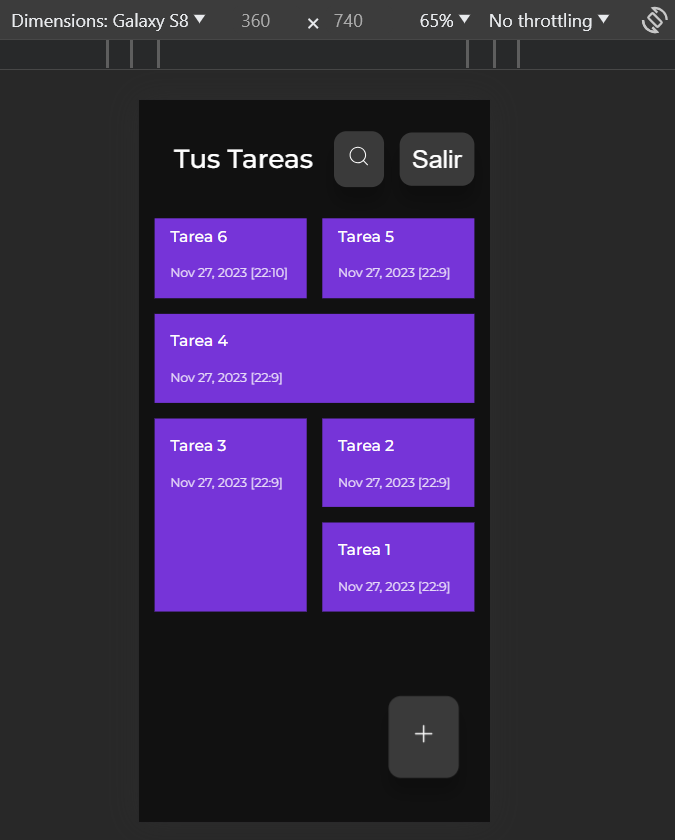 Dimensions: Galaxy S8 ▼ 360 × 740 65% ▼ No throttling ▼
Tus Tareas Salir
Tarea 6
Nov 27, 2023 [22:10]
Tarea 5
Nov 27, 2023 [22:9]
Tarea 4
Nov 27, 2023 [22:9]
Tarea 3
Nov 27, 2023 [22:9]
Tarea 2
Nov 27, 2023 [22:9]
Tarea 1
Nov 27, 2023 [22:9]
+